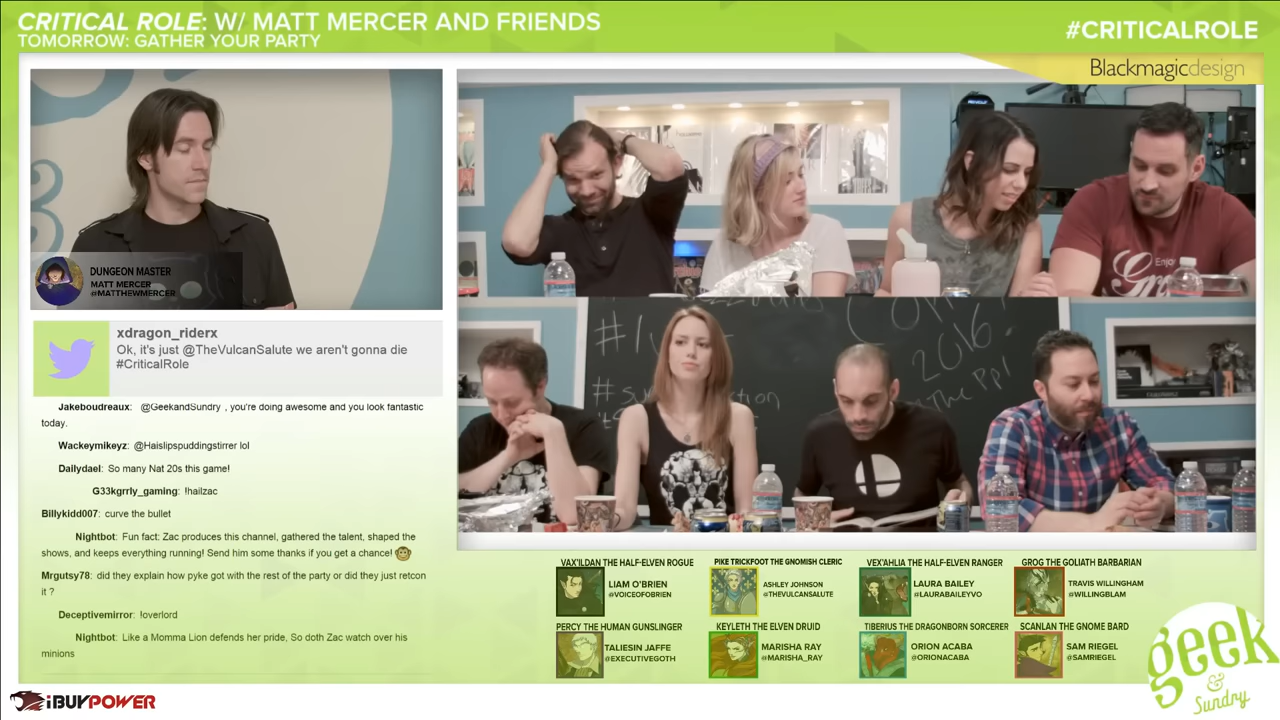 CRITICAL ROLE: W/ MATT MERCER AND FRIENDS
TOMORROW: GATHER YOUR PARTY
#CRITICALROLE
Blackmagicdesign
DUNGEON MASTER
MATT MERCER
@MATTHEWMERCER
xdragon_riderx
Ok, it's just @TheVulcanSalute we aren't gonna die
#CriticalRole
Jakeboudreaux: @GeekandSundry , you're doing awesome and you look fantastic
today.
Wackeymikeyz: @Haislipspuddingstirrer lol
Dailydael: So many Nat 20s this game!
G33kgrrly_gaming: !hailzac
Billykidd007: curve the bullet
Nightbot: Fun fact: Zac produces this channel, gathered the talent, shaped the
shows, and keeps everything running! Send him some thanks if you get a chance!
Mrgutsy78: did they explain how pyke got with the rest of the party or did they just retcon
it ?
Deceptivemirror: !overlord
Nightbot: Like a Momma Lion defends her pride, So doth Zac watch over his
minions
Enjoy
2016
the Ppl
VAX'ILDAN THE HALF-ELVEN ROGUE
LIAM O'BRIEN
@VOICEOFOBRIEN
PIKE TRICKFOOT THE GNOMISH CLERIC
ASHLEY JOHNSON
@THEVULCANSALUTE
VEX'AHLIA THE HALF-ELVEN RANGER
LAURA BAILEY
@LAURABAILEYVO
GROG THE GOLIATH BARBARIAN
TRAVIS WILLINGHAM
@WILLINGBLAM
PERCY THE HUMAN GUNSLINGER
TALIESIN JAFFE
@EXECUTIVEGOTH
KEYLETH THE ELVEN DRUID
MARISHA RAY
@MARISHA_RAY
TIBERIUS THE DRAGONBORN SORCERER
ORION ACABA
@ORIONACABA
SCANLAN THE GNOME BARD
SAM RIEGEL
@SAMRIEGEL
geek
&
Sundry
iBUYPOWER